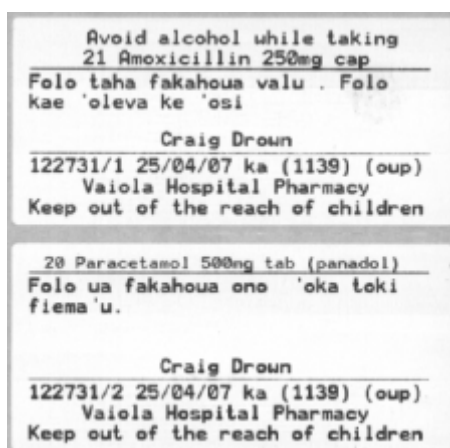 Avoid alcohol while taking
21 Amoxicillin 250mg cap
Folo taha fakahoua valu . Folo
kae 'oleva ke 'osi
Craig Drown
122731/1 25/04/07 ka (1139) (oup)
Vaiola Hospital Pharmacy
Keep out of the reach of children
20 Paracetamol 500mg tab (panadol)
Folo ua fakahoua ono 'oka toki
fiema'u.
Craig Drown
122731/2 25/04/07 ka (1139) (oup)
Vaiola Hospital Pharmacy
Keep out of the reach of children